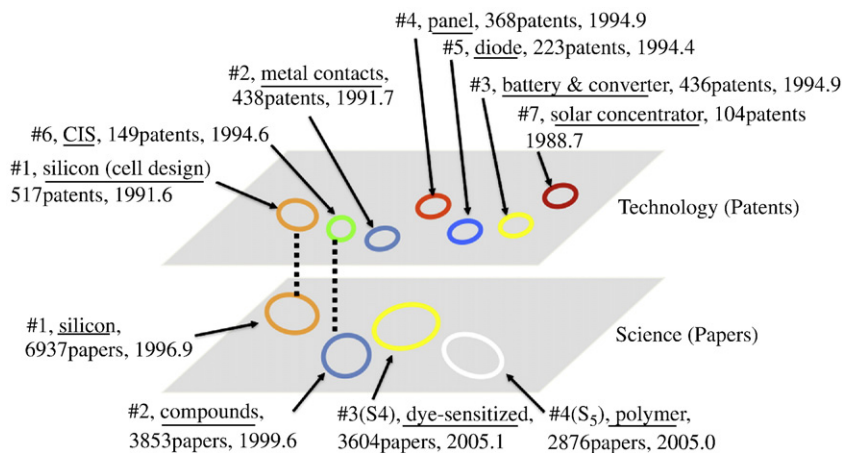 #4, panel, 368patents, 1994.9
#5, diode, 223patents, 1994.4
#2, metal contacts,
438patents, 1991.7
#3, battery & converter, 436patents, 1994.9
#7, solar concentrator, 104patents
1988.7
#6, CIS, 149patents, 1994.6
#1, silicon (cell design)
517patents, 1991.6
Technology (Patents)
#1, silicon,
6937papers, 1996.9
Science (Papers)
#2, compounds,
3853papers, 1999.6
#3(S4), dye-sensitized,
3604papers, 2005.1
#4(S5), polymer,
2876papers, 2005.0